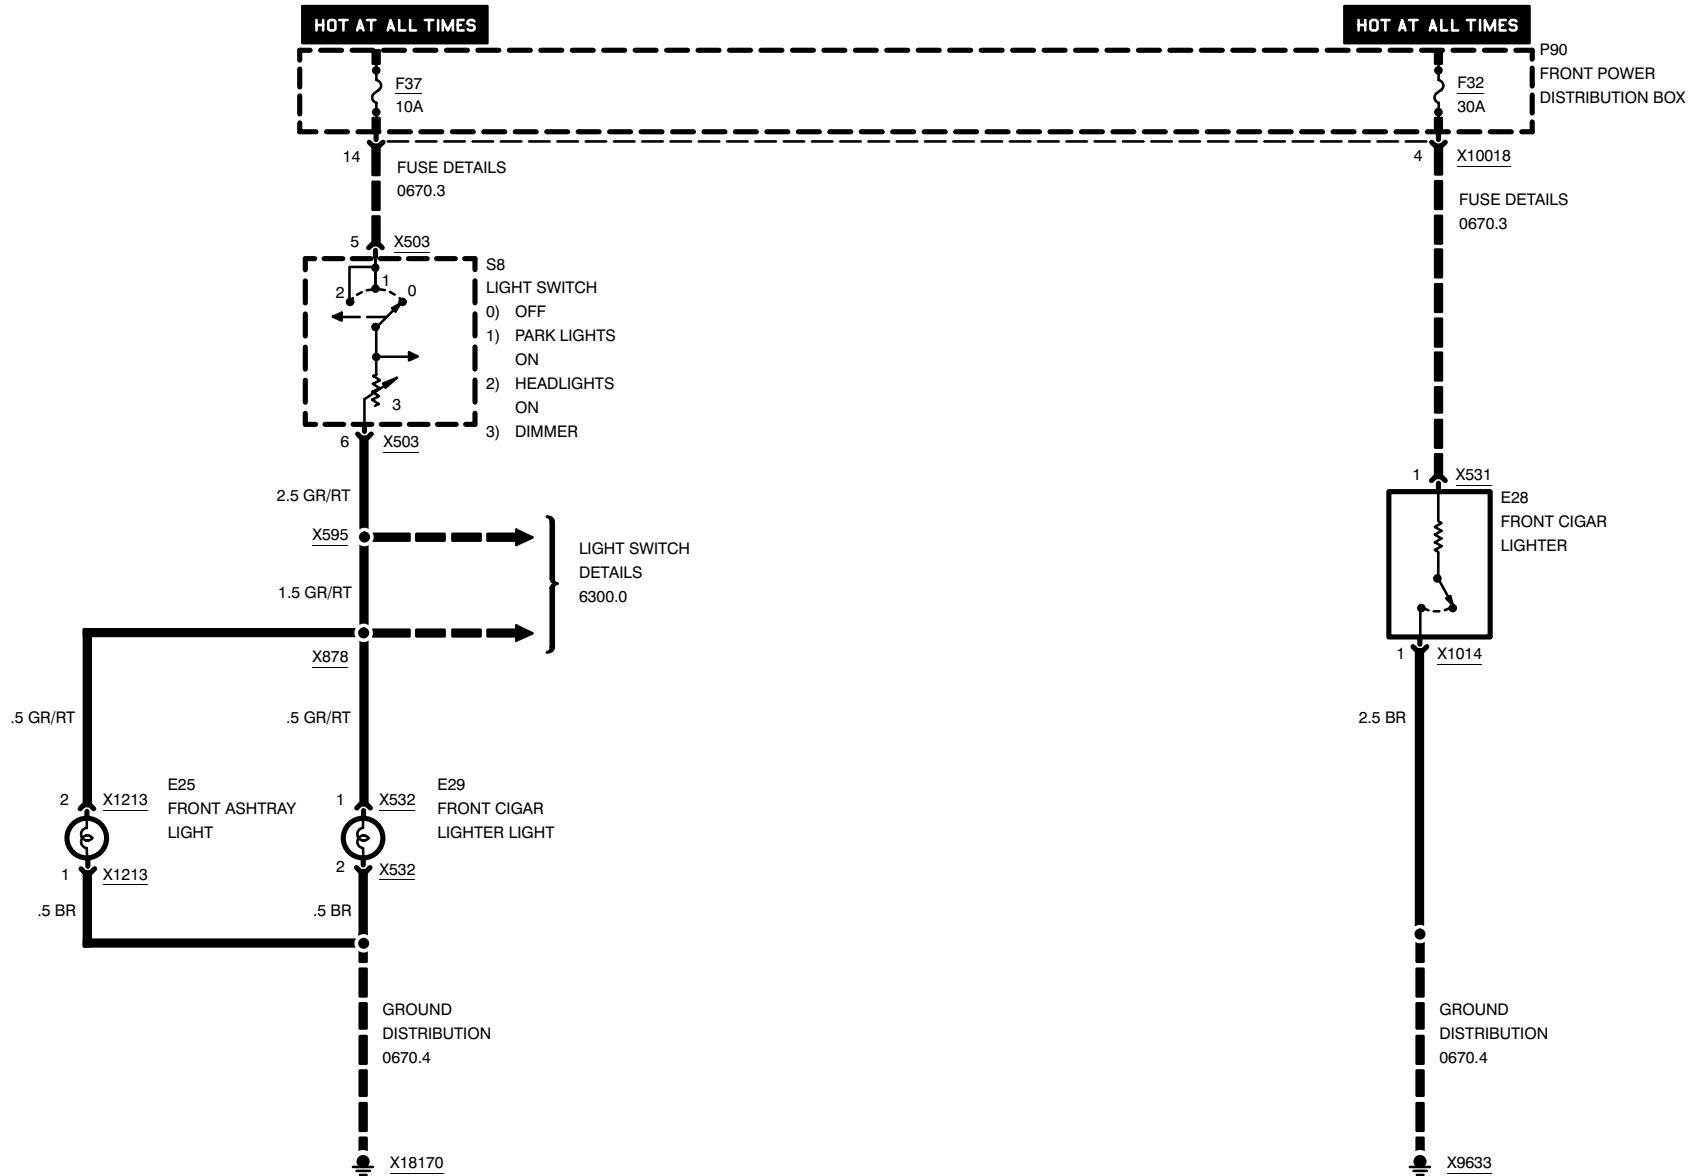 HOT AT ALL TIMES
HOT AT ALL TIMES
P90
FRONT POWER
DISTRIBUTION BOX
F37
10A
F32
30A
14
FUSE DETAILS
0670.3
4
X10018
FUSE DETAILS
0670.3
5
X503
S8
LIGHT SWITCH
0) OFF
1) PARK LIGHTS
ON
2) HEADLIGHTS
ON
3) DIMMER
1
2
0
3
6
X503
2.5 GR/RT
X595
LIGHT SWITCH
DETAILS
6300.0
1.5 GR/RT
X878
1
X531
E28
FRONT CIGAR
LIGHTER
1
X1014
2.5 BR
.5 GR/RT
.5 GR/RT
2
X1213
E25
FRONT ASHTRAY
LIGHT
1
X532
E29
FRONT CIGAR
LIGHTER LIGHT
1
X1213
2
X532
.5 BR
.5 BR
GROUND
DISTRIBUTION
0670.4
GROUND
DISTRIBUTION
0670.4
X18170
X9633